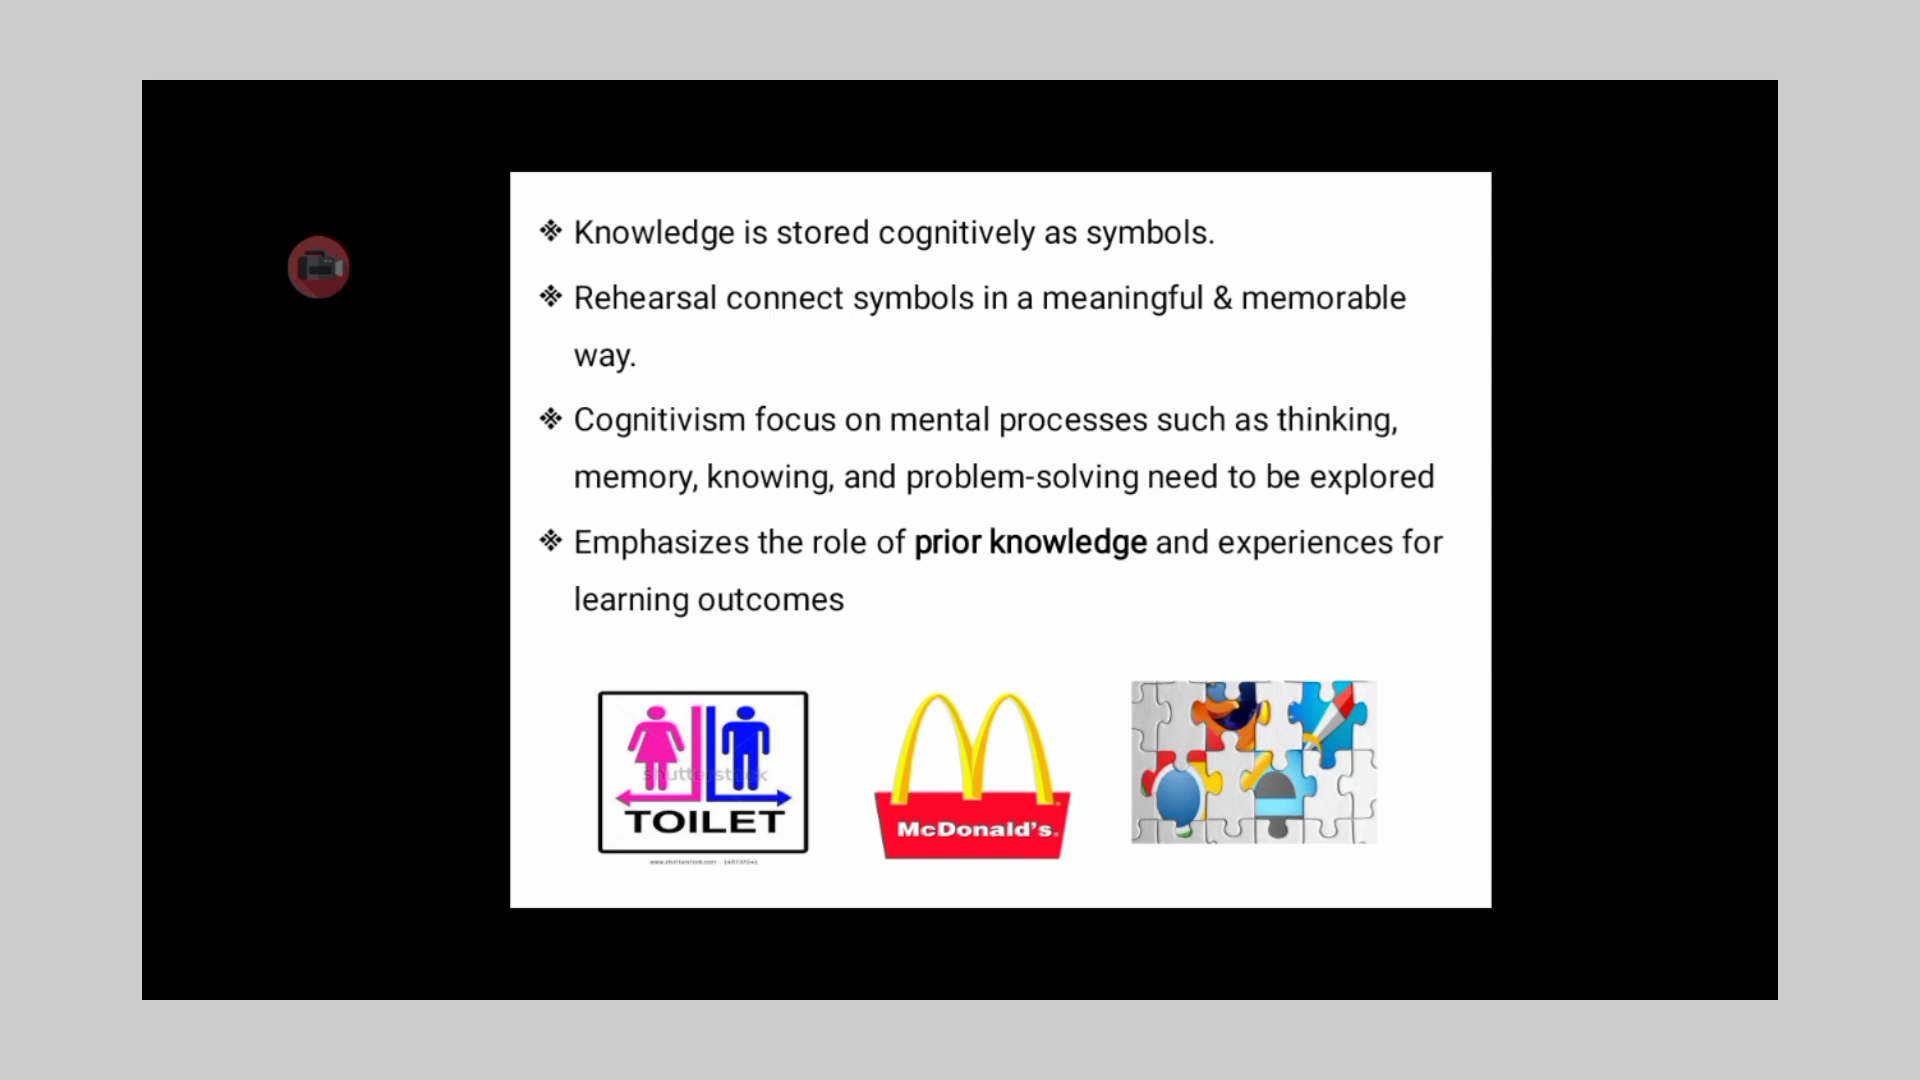 ❖ Knowledge is stored cognitively as symbols.
❖ Rehearsal connect symbols in a meaningful & memorable
way.
❖ Cognitivism focus on mental processes such as thinking,
memory, knowing, and problem-solving need to be explored
❖ Emphasizes the role of prior knowledge and experiences for
learning outcomes
shutterstock
TOILET
McDonald's.